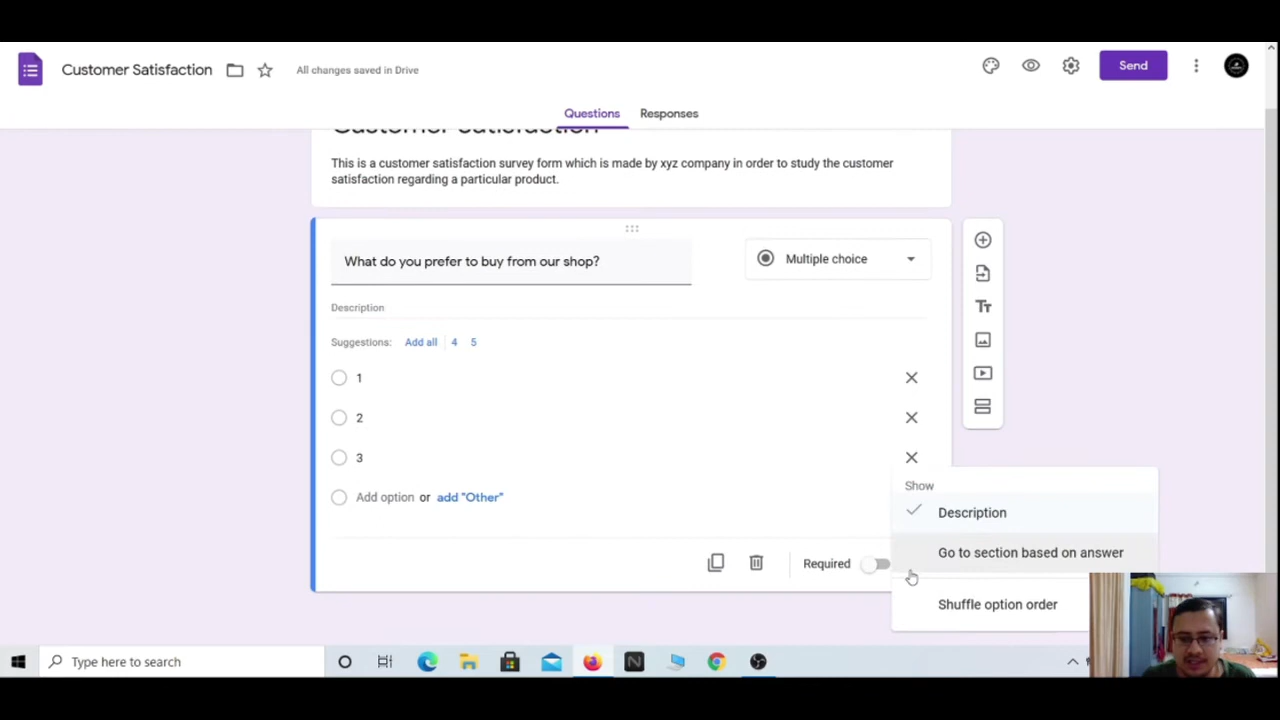 Customer Satisfaction
All changes saved in Drive
Send
Questions
Responses
Customer Satisfaction
This is a customer satisfaction survey form which is made by xyz company in order to study the customer
satisfaction regarding a particular product.
What do you prefer to buy from our shop?
Multiple choice
Description
Suggestions: Add all 4 5
1
2
3
Add option or add "Other"
Required
Show
Description
Go to section based on answer
Shuffle option order
Tt
Type here to search
N